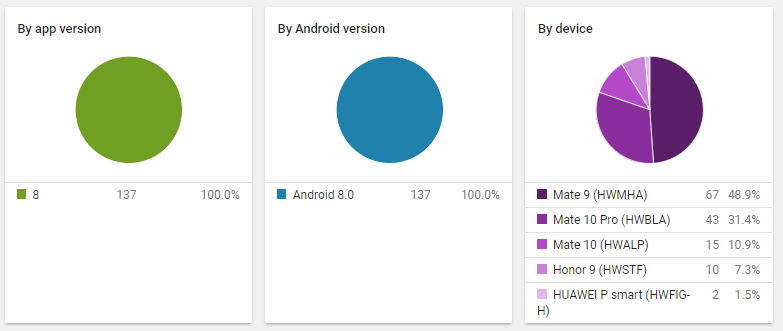 By app version
8 137 100.0%
By Android version
Android 8.0 137 100.0%
By device
Mate 9 (HWMHA) 67 48.9%
Mate 10 Pro (HWBLA) 43 31.4%
Mate 10 (HWALP) 15 10.9%
Honor 9 (HWSTF) 10 7.3%
HUAWEI P smart (HWFIG- 2 1.5%
H)